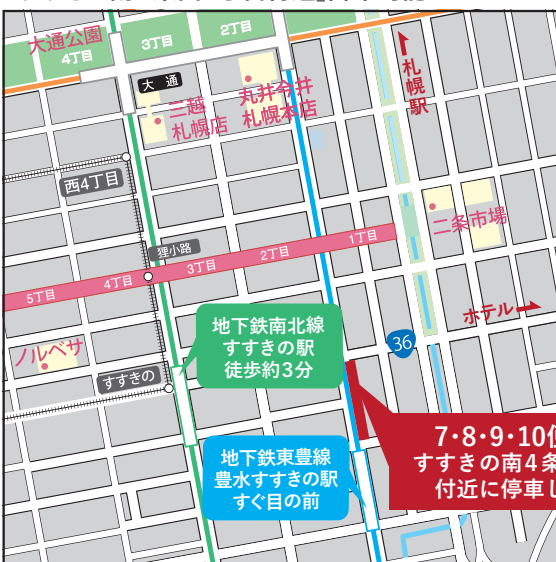 大通公園
4丁目
3丁目
2丁目
大 通
三越
札幌店
丸井今井
札幌本店
札幌駅
西4丁目
二条市場
狸小路
5丁目
4丁目
3丁目
2丁目
1丁目
ノルベサ
すすきの
地下鉄南北線
すすきの駅
徒歩約3分
36
ホテル
7・8・9・10
すすきの南4条
付近に停車し
地下鉄東豊線
豊水すすきの駅
すぐ目の前